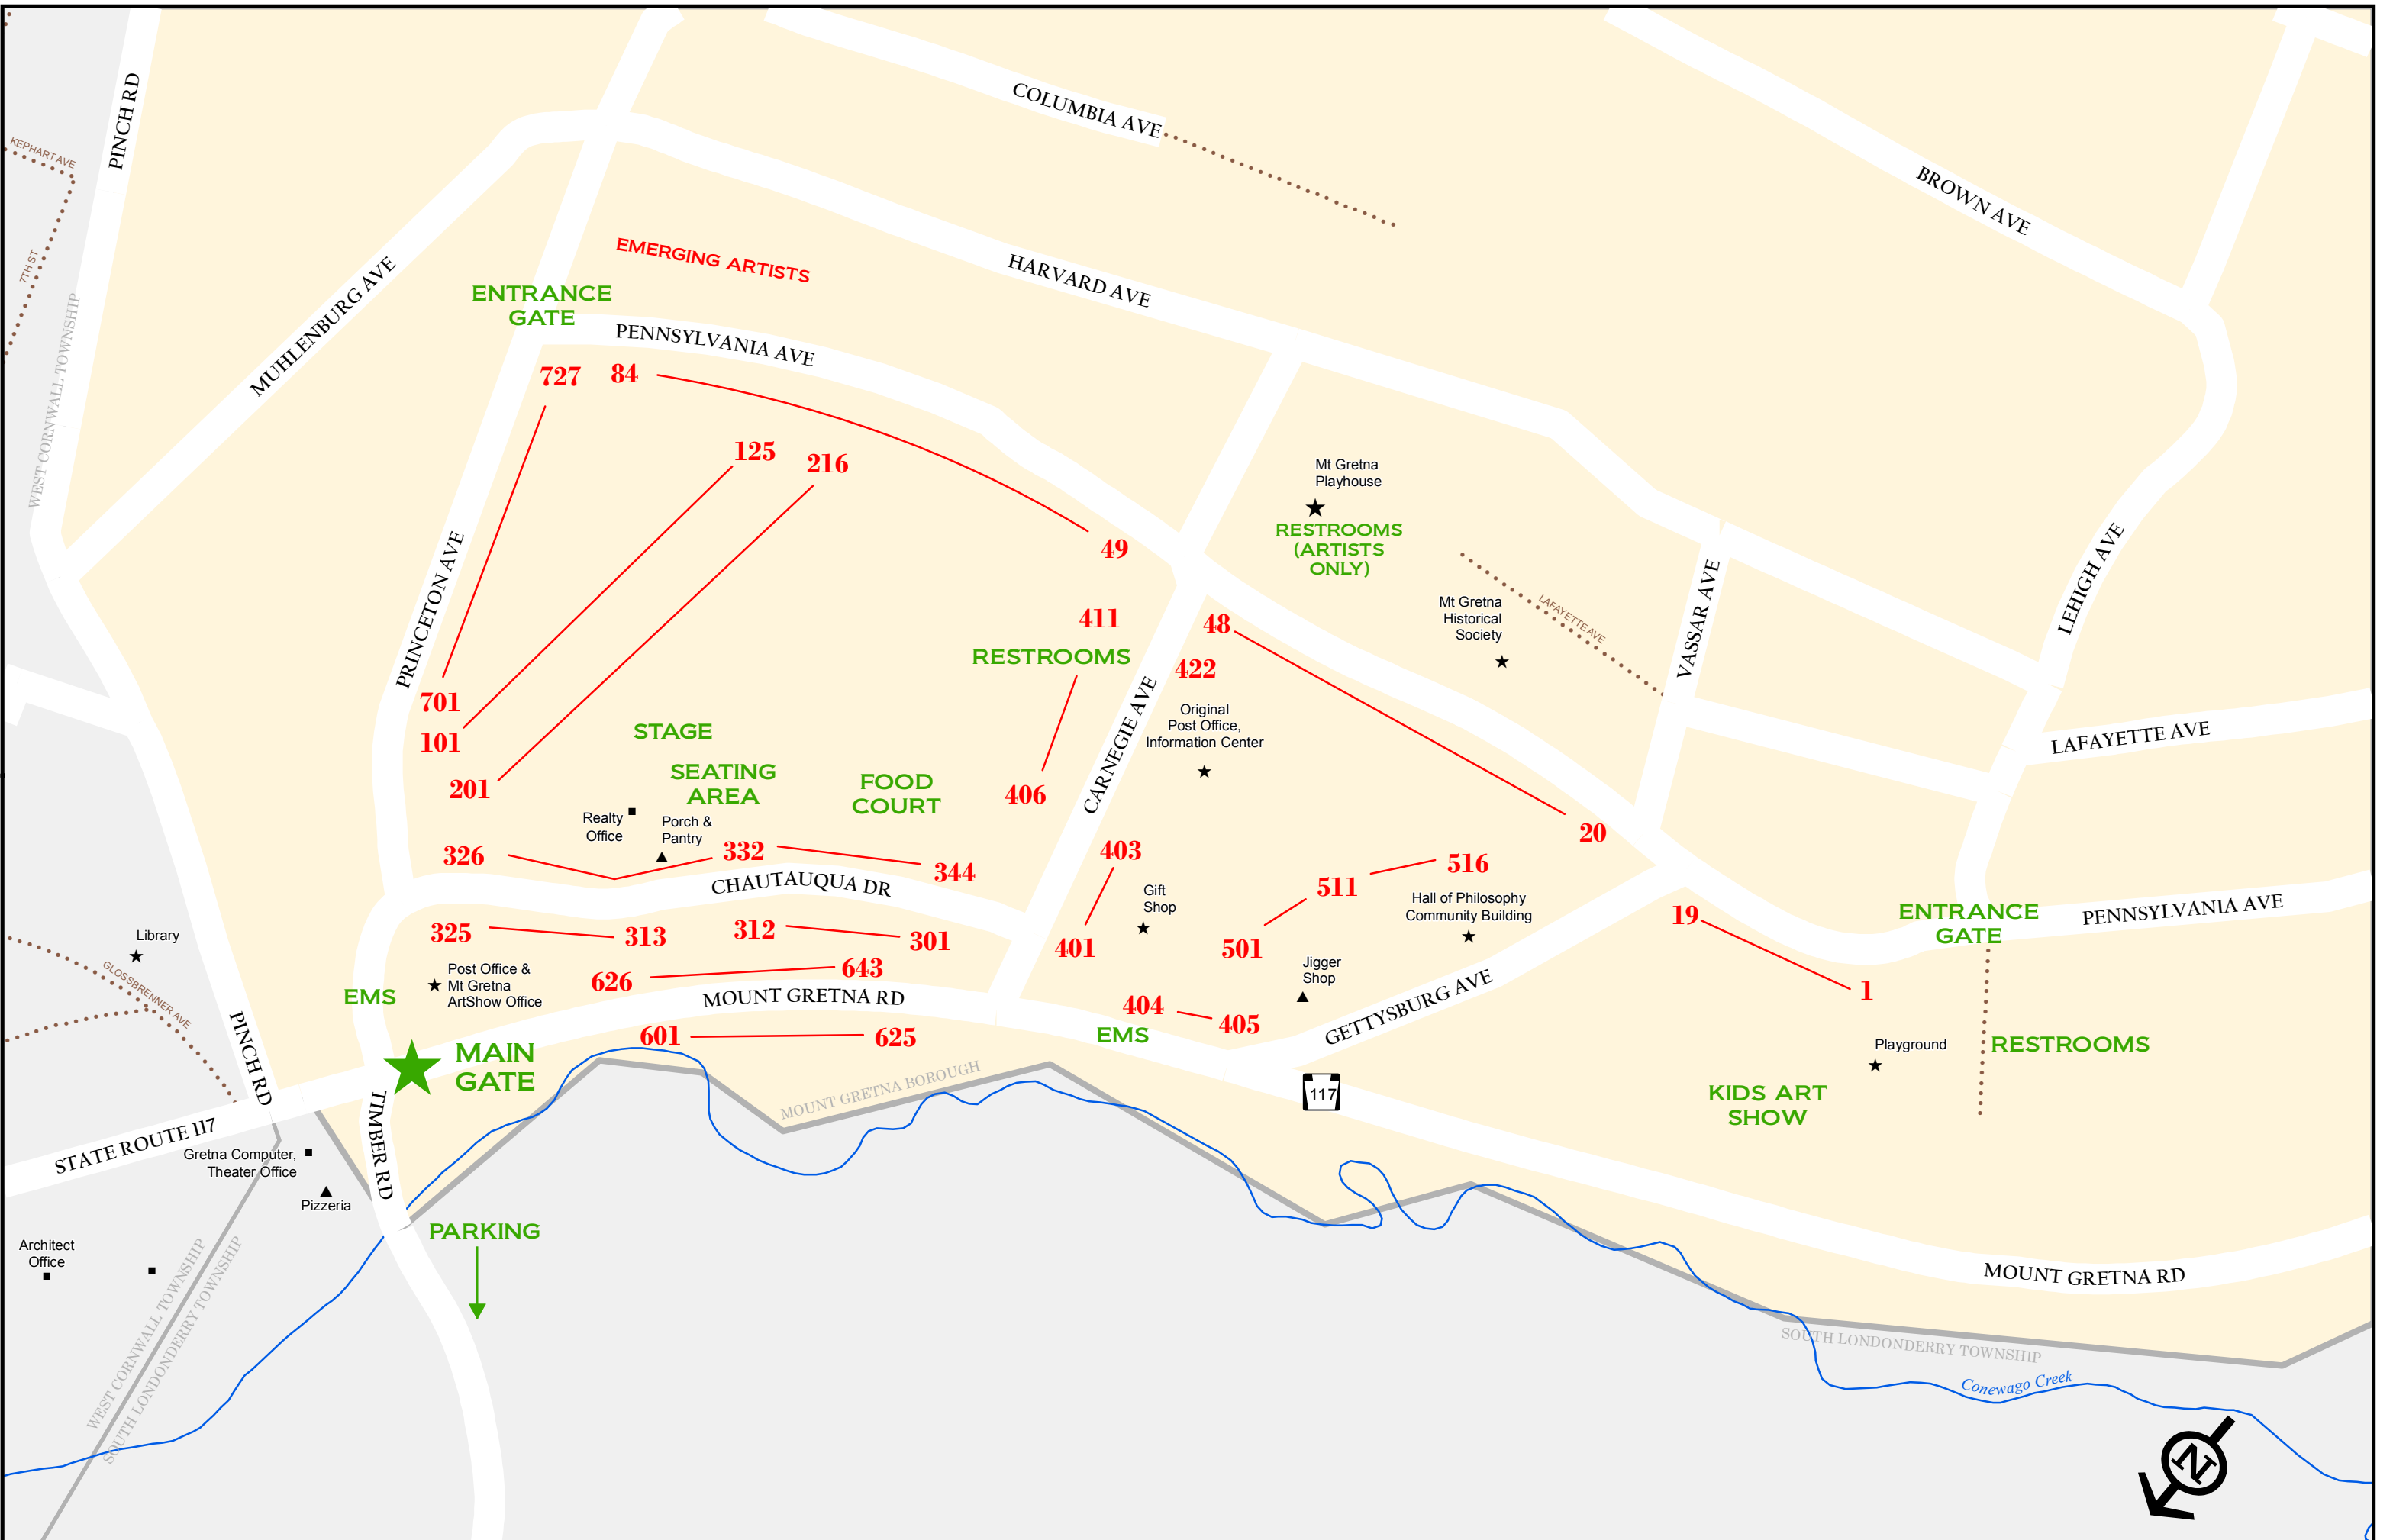 PINCH RD
KEPHART AVE
7TH ST
WEST CORNWALL TOWNSHIP
MUHLENBURG AVE
COLUMBIA AVE
BROWN AVE
EMERGING ARTISTS
HARVARD AVE
ENTRANCE
GATE
PENNSYLVANIA AVE
727
84
125
216
49
Mt Gretna
Playhouse
RESTROOMS
(ARTISTS
ONLY)
PRINCETON AVE
LEHIGH AVE
VASSAR AVE
LAFAYETTE AVE
Mt Gretna
Historical
Society
411
48
RESTROOMS
422
701
101
201
STAGE
SEATING
AREA
FOOD
COURT
406
CARNEGIE AVE
Original
Post Office,
Information Center
LAFAYETTE AVE
Realty
Office
Porch &
Pantry
326
332
344
403
20
511
516
CHAUTAUQUA DR
Gift
Shop
Hall of Philosophy
Community Building
19
ENTRANCE
GATE
PENNSYLVANIA AVE
325
313
312
301
401
501
Library
GLOSSBRENNER AVE
Post Office &
Mt Gretna
ArtShow Office
EMS
626
643
MOUNT GRETNA RD
Jigger
Shop
404
405
EMS
GETTYSBURG AVE
1
601
625
PINCH RD
MAIN
GATE
Playground
RESTROOMS
MOUNT GRETNA BOROUGH
117
KIDS ART
SHOW
TIMBER RD
STATE ROUTE 117
Gretna Computer,
Theater Office
Pizzeria
PARKING
Architect
Office
WEST CORNWALL TOWNSHIP
SOUTH LONDONDERRY TOWNSHIP
MOUNT GRETNA RD
SOUTH LONDONDERRY TOWNSHIP
Conewago Creek
N